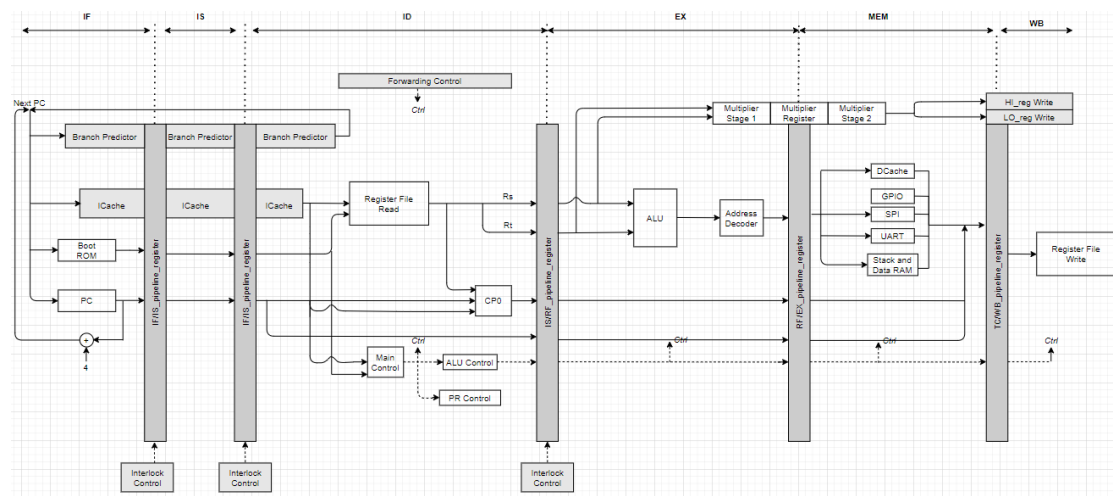 IF
IS
ID
EX
MEM
WB
Forwarding Control
Ctrl
Next PC
Branch Predictor
Branch Predictor
Branch Predictor
Multiplier
Stage 1
Multiplier
Register
Multiplier
Stage 2
HI_reg Write
LO_reg Write
ICache
ICache
ICache
Register File
Read
Rs
Rt
ALU
Address
Decoder
DCache
GPIO
SPI
UART
Stack and
Data RAM
Register File
Write
Boot
ROM
PC
+
4
CP0
IF/IS_pipeline_register
IF/IS_pipeline_register
IS/RF_pipeline_register
RF/EX_pipeline_register
TC/WB_pipeline_register
Ctrl
Ctrl
Ctrl
Ctrl
Main
Control
ALU Control
PR Control
Interlock
Control
Interlock
Control
Interlock
Control